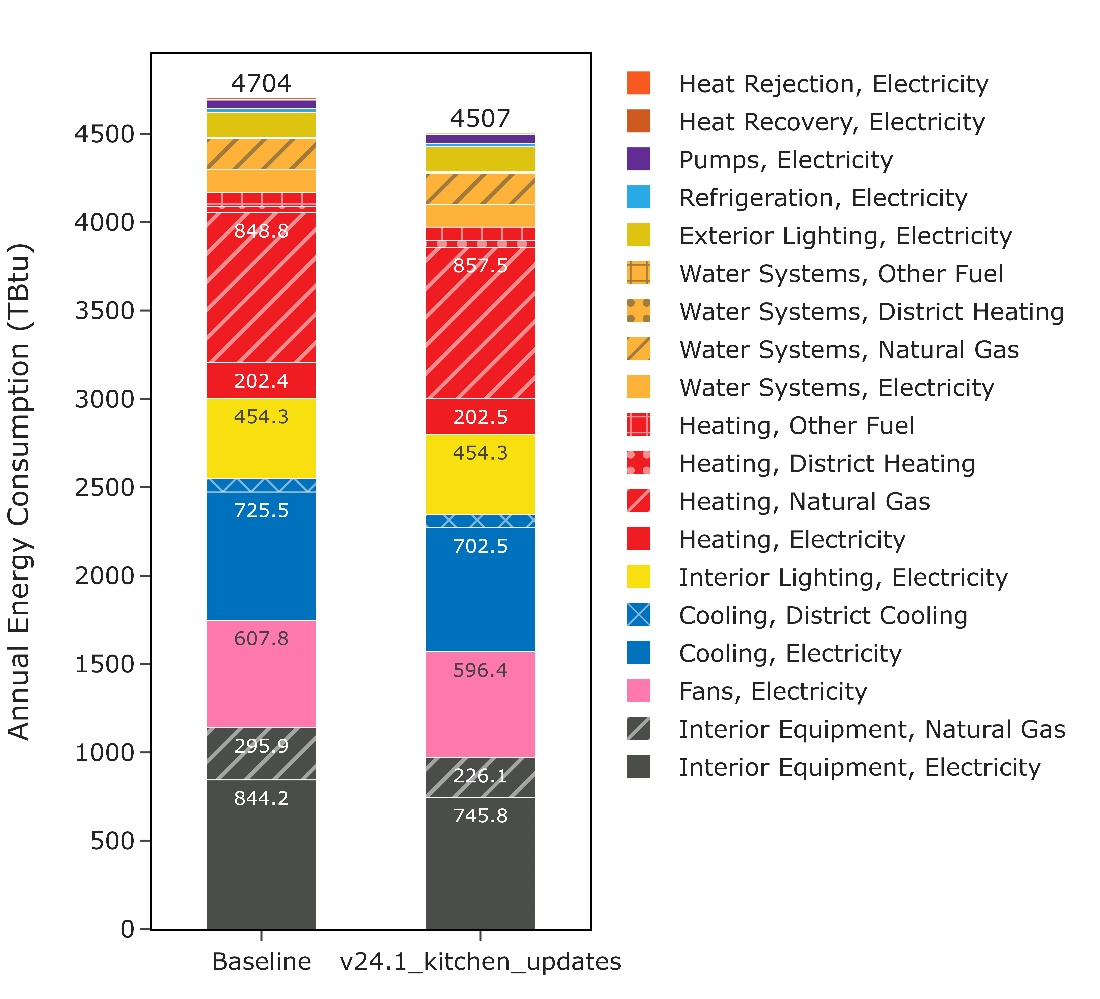 Annual Energy Consumption (TBtu)
4500
4000
3500
3000
2500
2000
1500
1000
500
0
4704
848.8
202.4
454.3
725.5
607.8
295.9
844.2
Baseline
4507
857.5
202.5
454.3
702.5
596.4
226.1
745.8
v24.1_kitchen_updates
Heat Rejection, Electricity
Heat Recovery, Electricity
Pumps, Electricity
Refrigeration, Electricity
Exterior Lighting, Electricity
Water Systems, Other Fuel
Water Systems, District Heating
Water Systems, Natural Gas
Water Systems, Electricity
Heating, Other Fuel
Heating, District Heating
Heating, Natural Gas
Heating, Electricity
Interior Lighting, Electricity
Cooling, District Cooling
Cooling, Electricity
Fans, Electricity
Interior Equipment, Natural Gas
Interior Equipment, Electricity